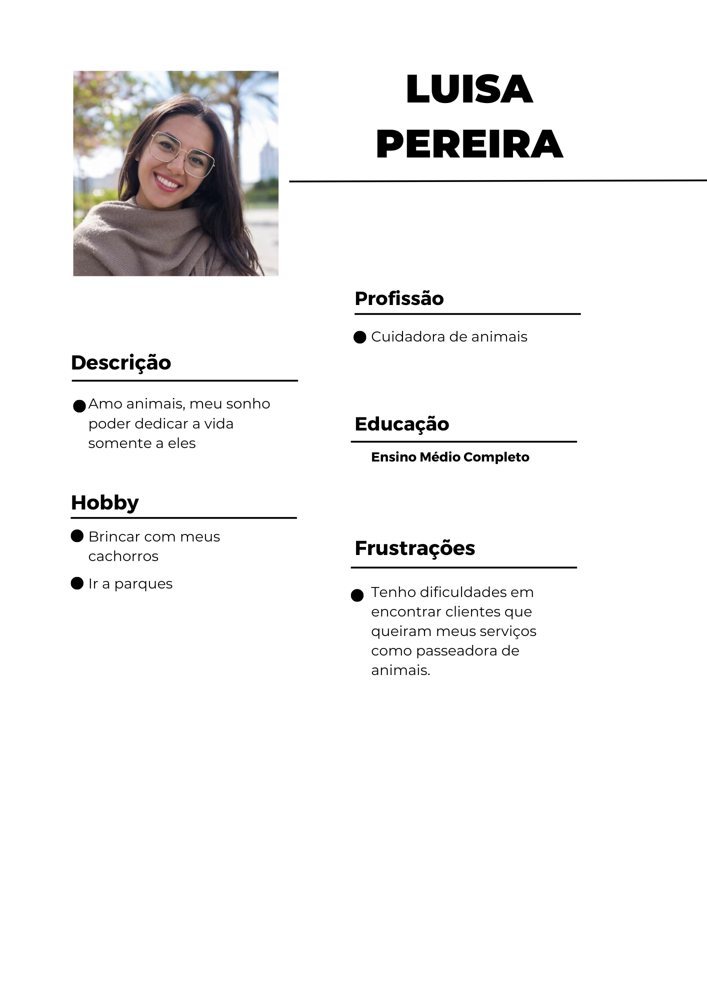 LUISA
PEREIRA
Profissão
Cuidadora de animais
Descrição
Amo animais, meu sonho
poder dedicar a vida
somente a eles
Educação
Ensino Médio Completo
Hobby
Brincar com meus
cachorros
Ir a parques
Frustrações
Tenho dificuldades em
encontrar clientes que
queiram meus serviços
como passeadora de
animais.